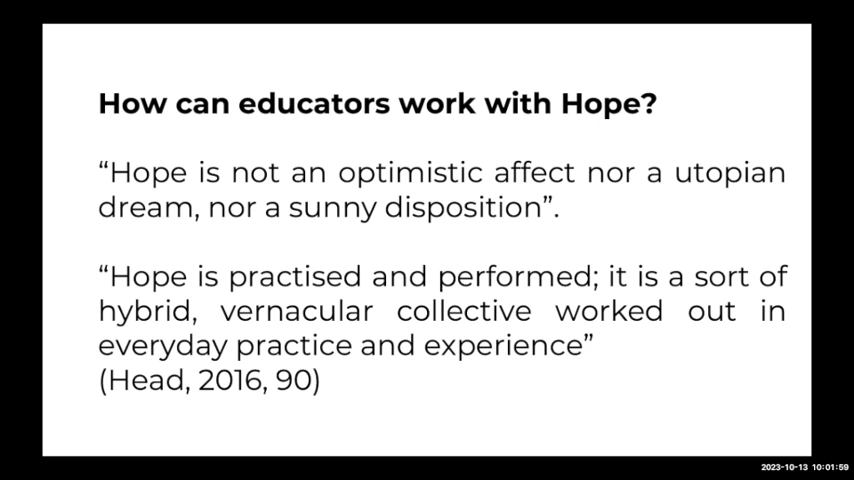 How can educators work with Hope?
“Hope is not an optimistic affect nor a utopian
dream, nor a sunny disposition”.
“Hope is practised and performed; it is a sort of
hybrid, vernacular collective worked out in
everyday practice and experience”
(Head, 2016, 90)
2023-10-13 10:01:59